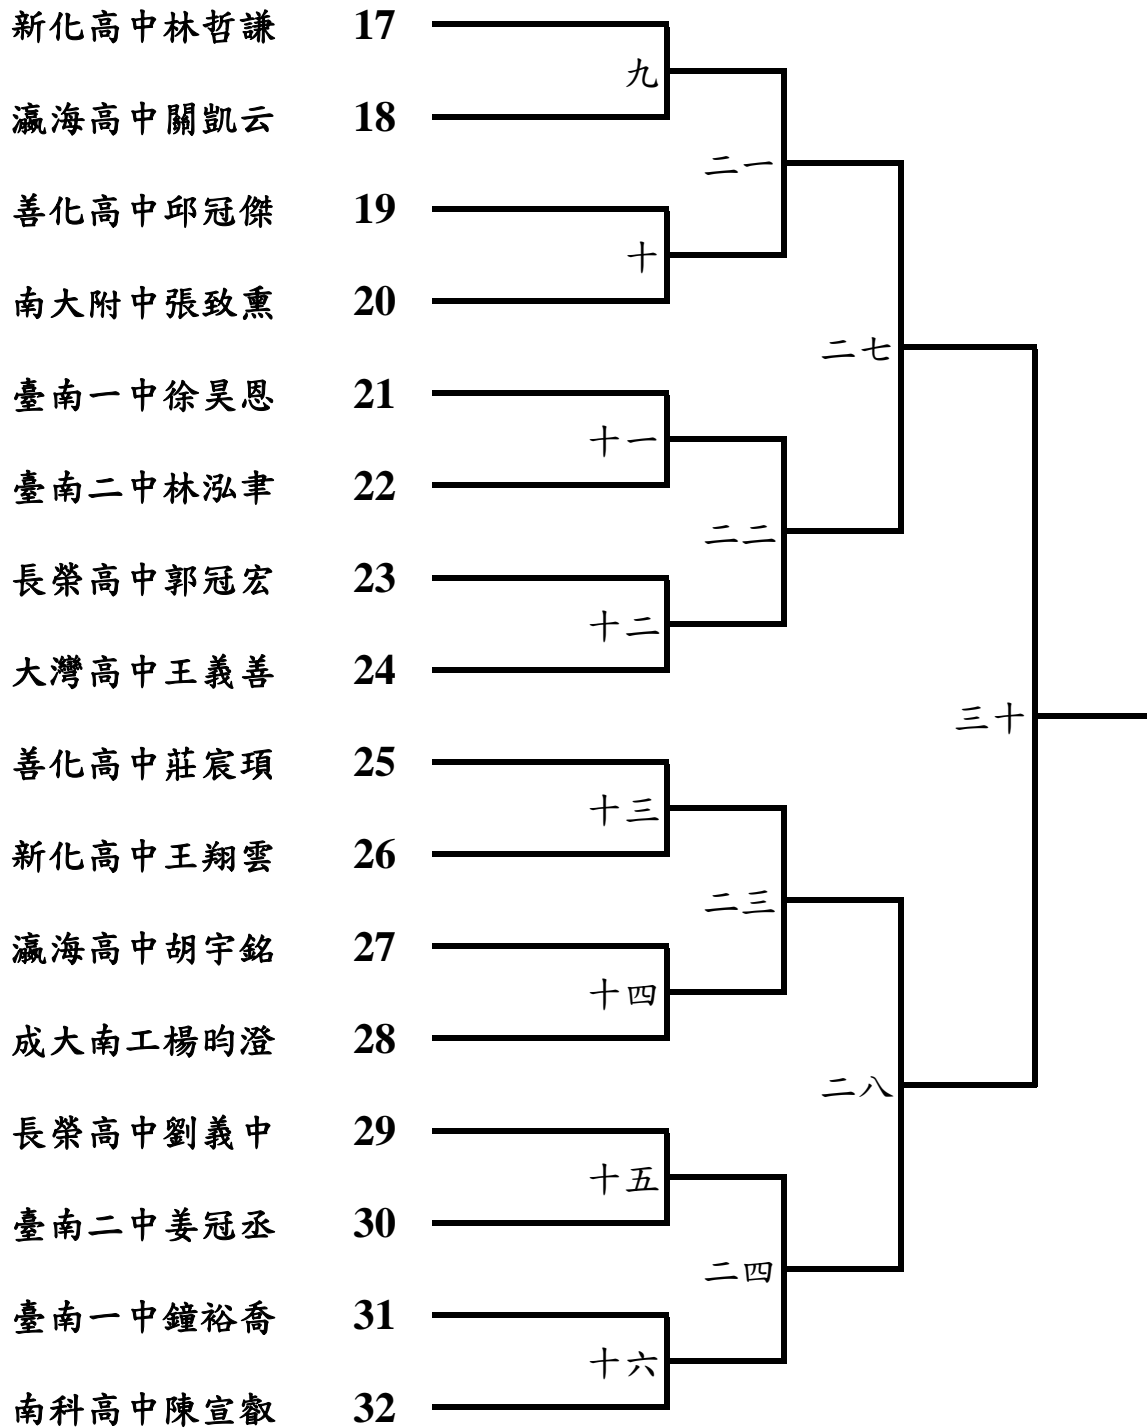 新化高中林哲謙 17
九
瀛海高中關凱云 18
二一
善化高中邱冠傑 19
十
南大附中張致熏 20
二七
臺南一中徐昊恩 21
十一
臺南二中林泓聿 22
二二
長榮高中郭冠宏 23
十二
大灣高中王義善 24
三十
善化高中莊宸頊 25
十三
新化高中王翔雲 26
二三
瀛海高中胡宇銘 27
十四
成大南工楊昀澄 28
二八
長榮高中劉義中 29
十五
臺南二中姜冠丞 30
二四
臺南一中鐘裕喬 31
十六
南科高中陳宣叡 32